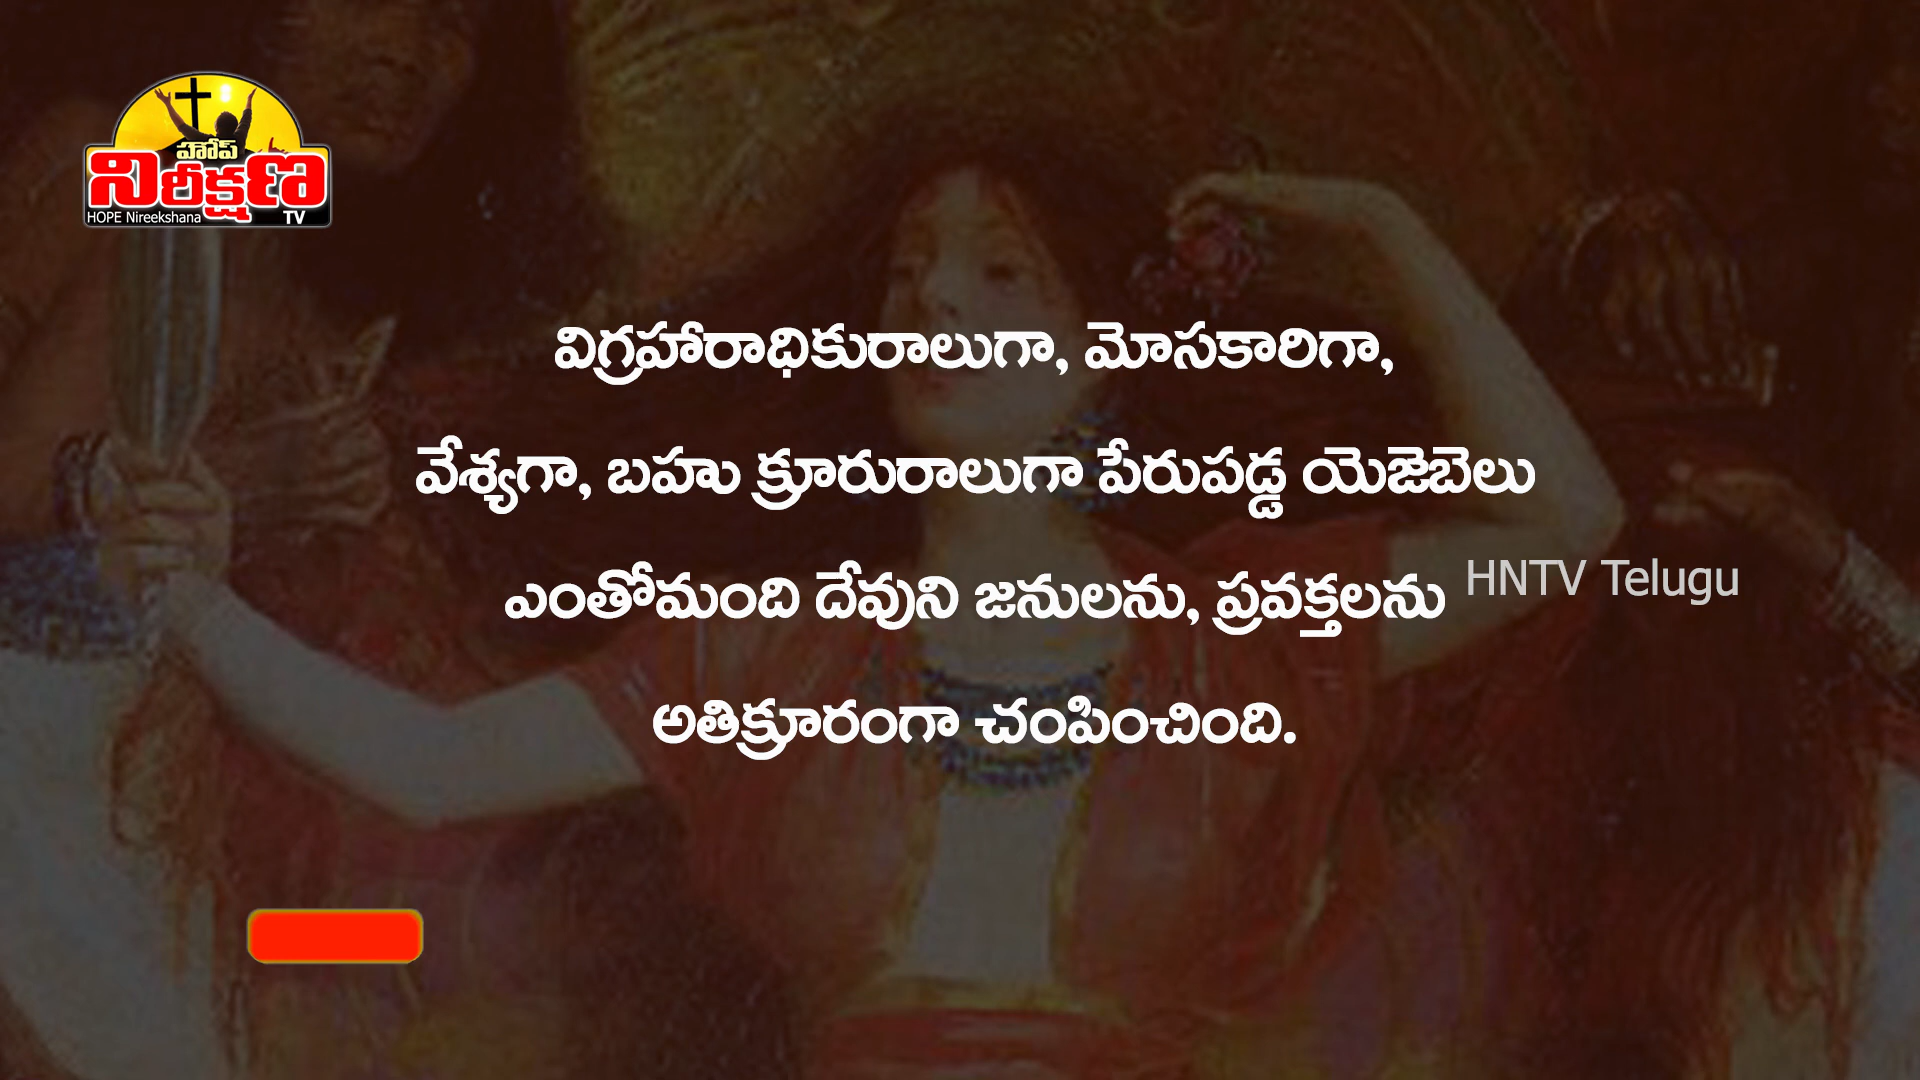 హోప్
నిరీక్షణ
HOPE Nireekshana TV
విగ్రహారాధికురాలుగా, మోసకారిగా,
వేశ్యగా, బహు క్రూరురాలుగా పేరుపడ్డ యెజెబెలు
ఎంతోమంది దేవుని జనులను, ప్రవక్తలను
HNTV Telugu
అతిక్రూరంగా చంపించింది.